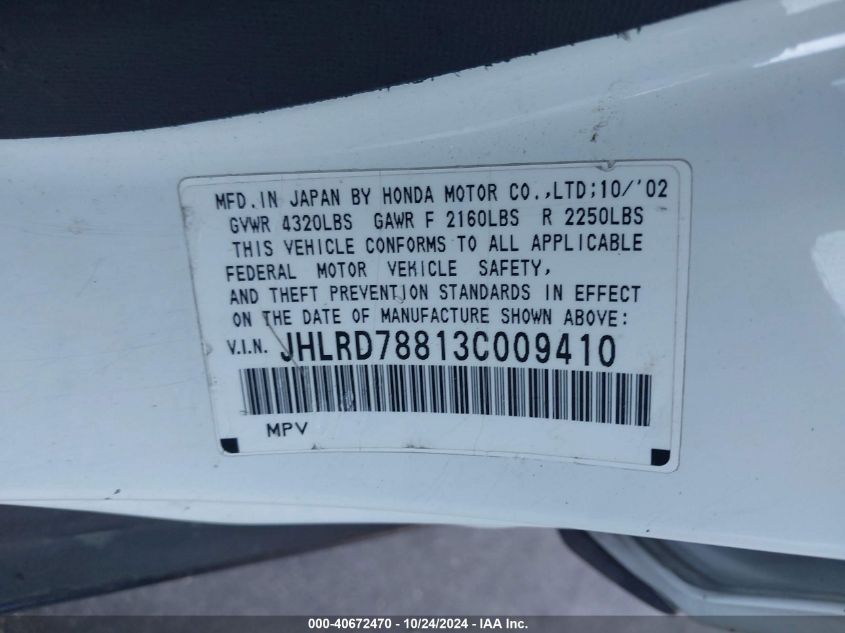 MFD.IN JAPAN BY HONDA MOTOR CO.,LTD;10/'02
GVWR 4320LBS GAWR F 2160LBS R 2250LBS
THIS VEHICLE CONFORMS TO ALL APPLICABLE
FEDERAL MOTOR VEHICLE SAFETY,
AND THEFT PREVENTION STANDARDS IN EFFECT
ON THE DATE OF MANUFACTURE SHOWN ABOVE:
V.I.N. JHLRD78813C009410
MPV
000-40672470 - 10/24/2024 - IAA Inc.